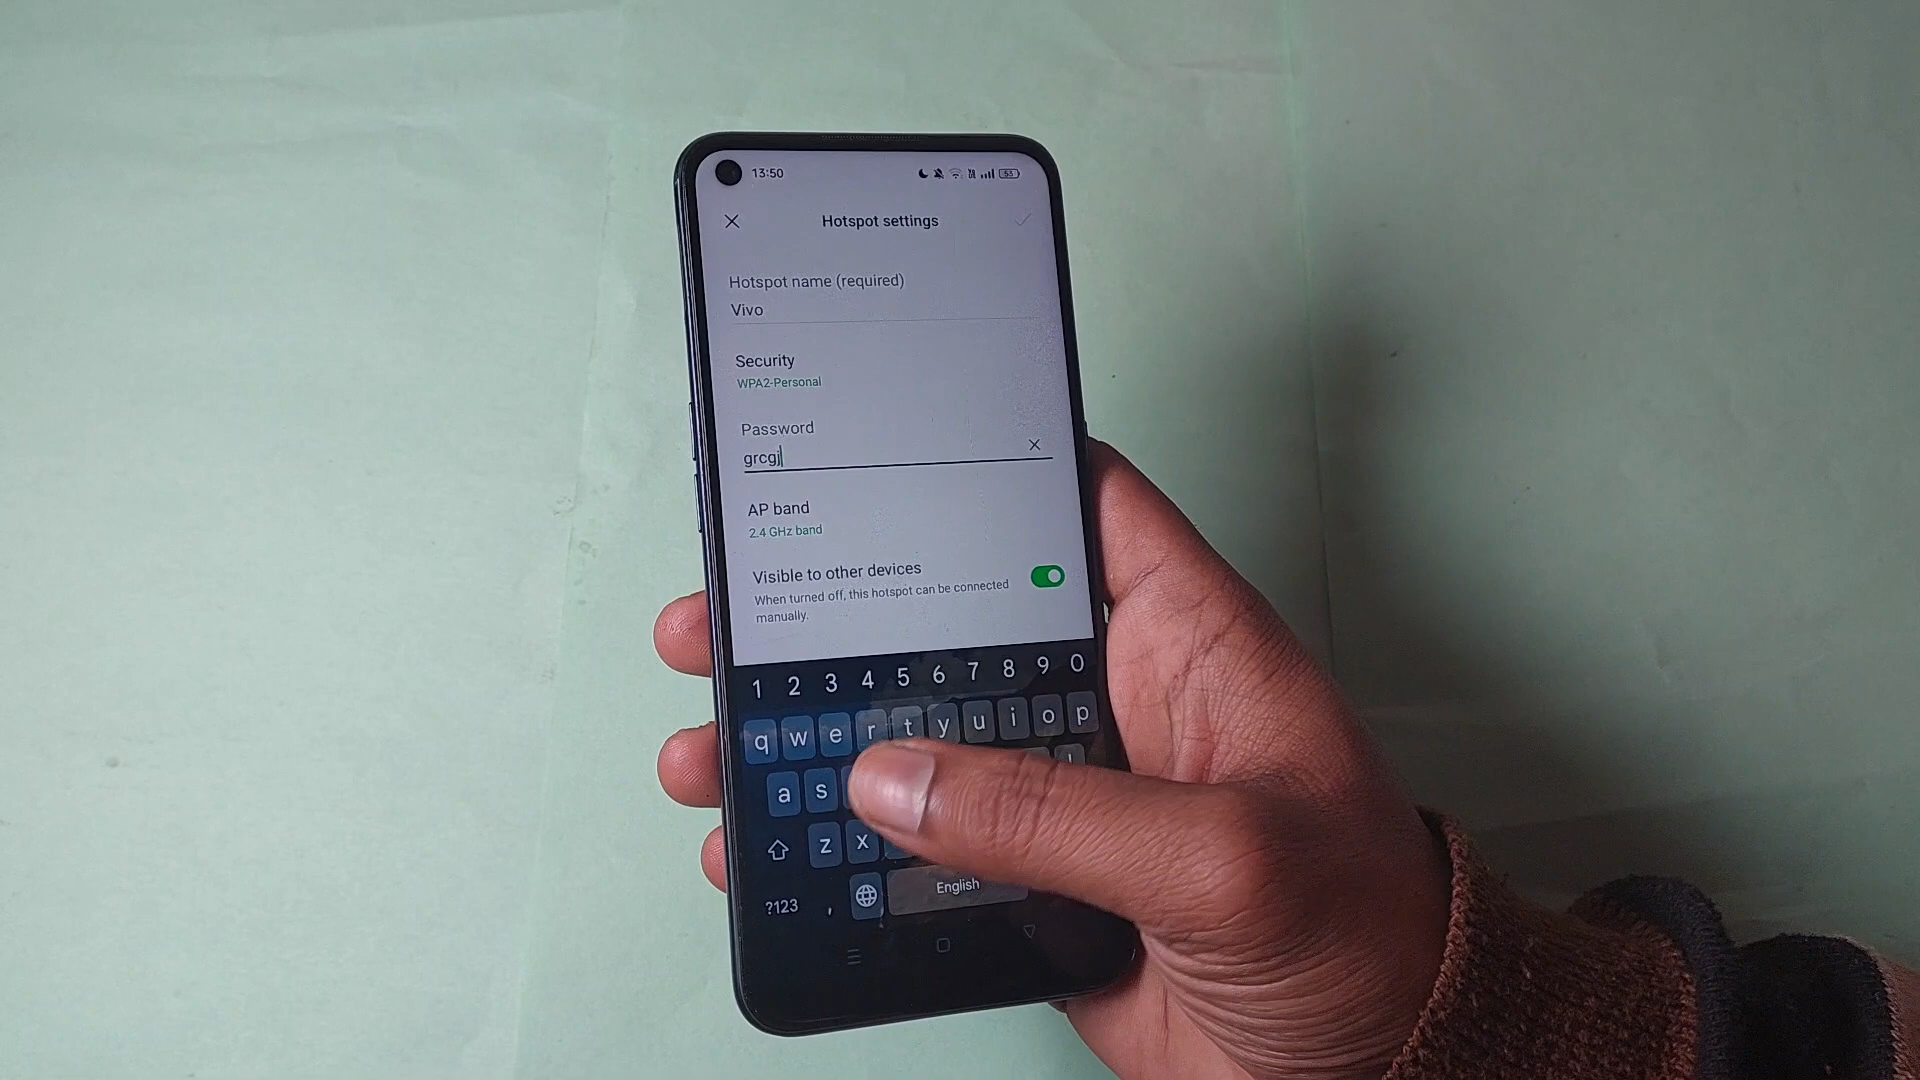 13:50
53
Hotspot settings
Hotspot name (required)
Vivo
Security
WPA2-Personal
Password
grcgj
AP band
2.4 GHz band
Visible to other devices
When turned off, this hotspot can be connected
manually.
1 2 3 4 5 6 7 8 9 0
q w e r t y u i o p
a s l
z x
?123 , English